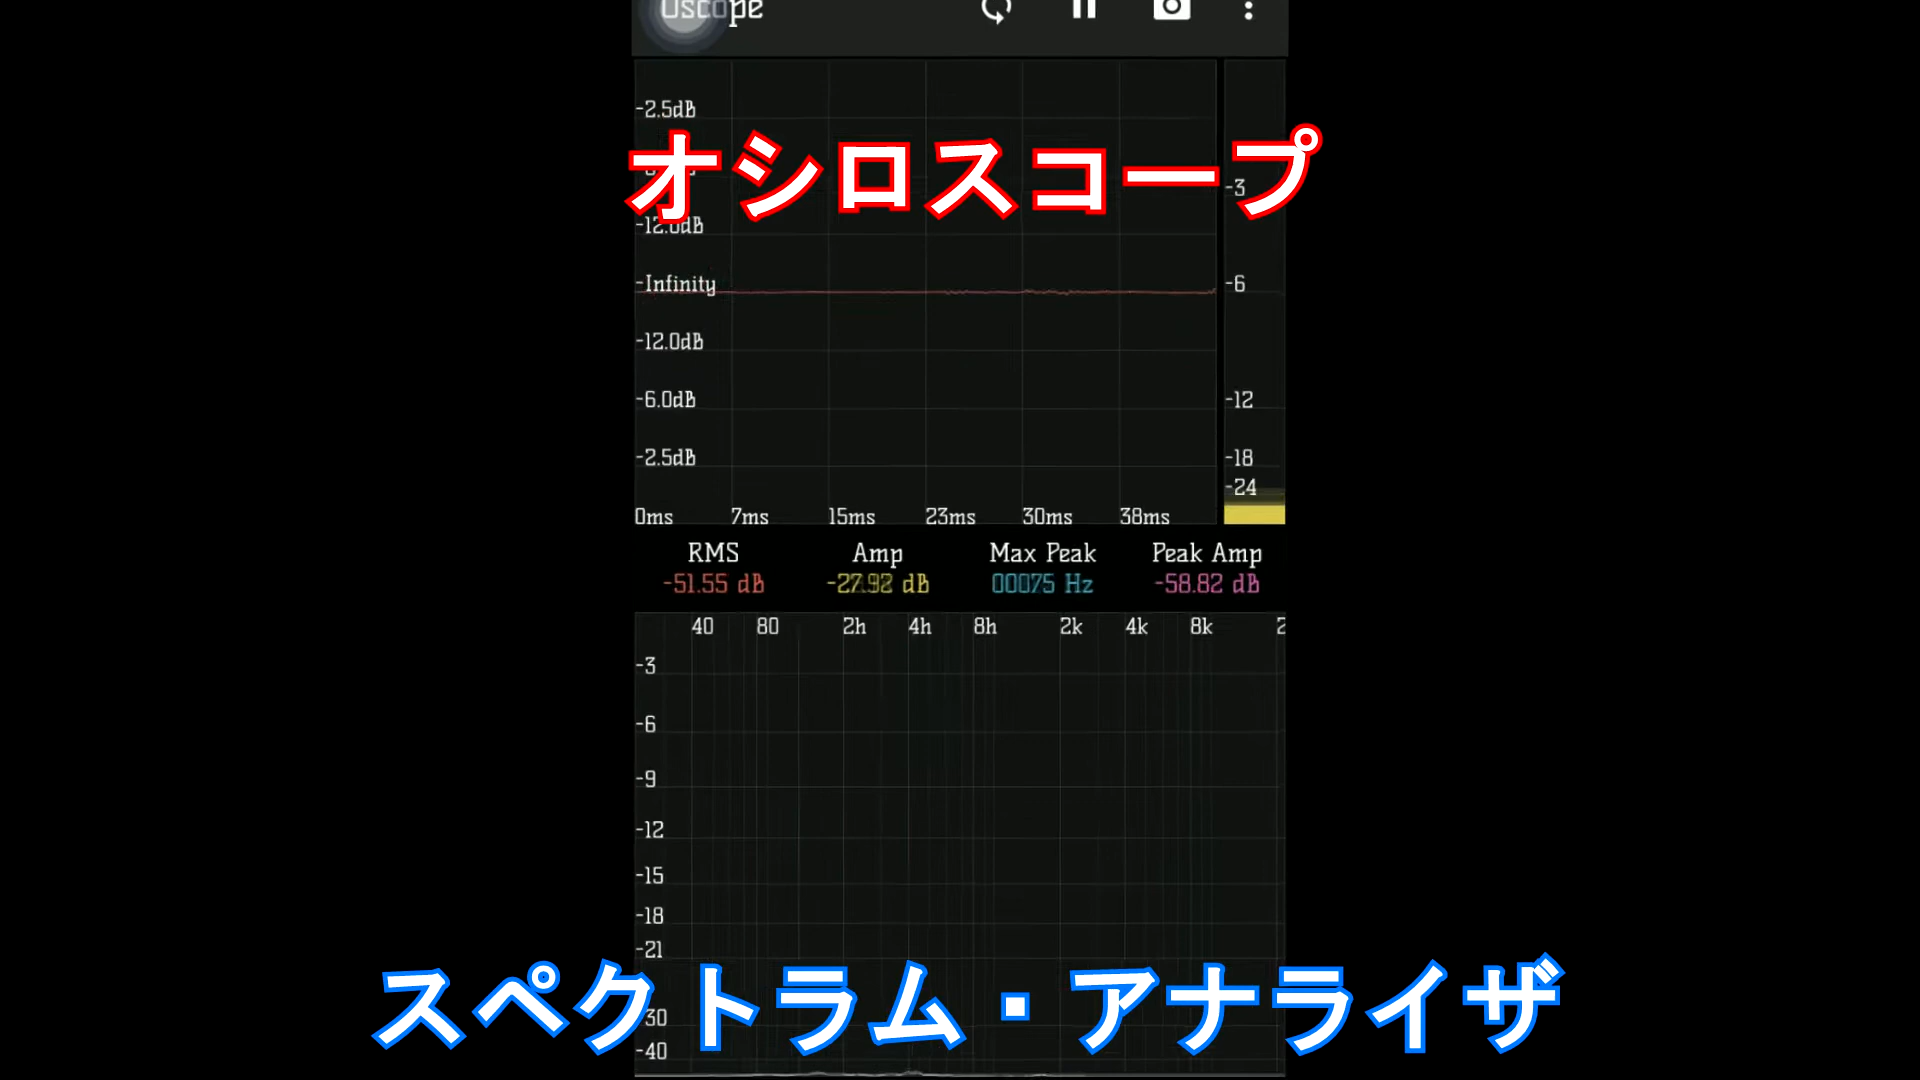 Oscope
-2.5dB
オシロスコープ
-3
-12.0dB
-Infinity
-6
-12.0dB
-6.0dB
-12
-2.5dB
-18
-24
0ms 7ms 15ms 23ms 30ms 38ms
RMS Amp Max Peak Peak Amp
-51.55 dB -27.92 dB 00075 Hz -58.82 dB
40 80 2h 4h 8h 2k 4k 8k
-3
-6
-9
-12
-15
-18
-21
スペクトラム・アナライザ
-30
-40